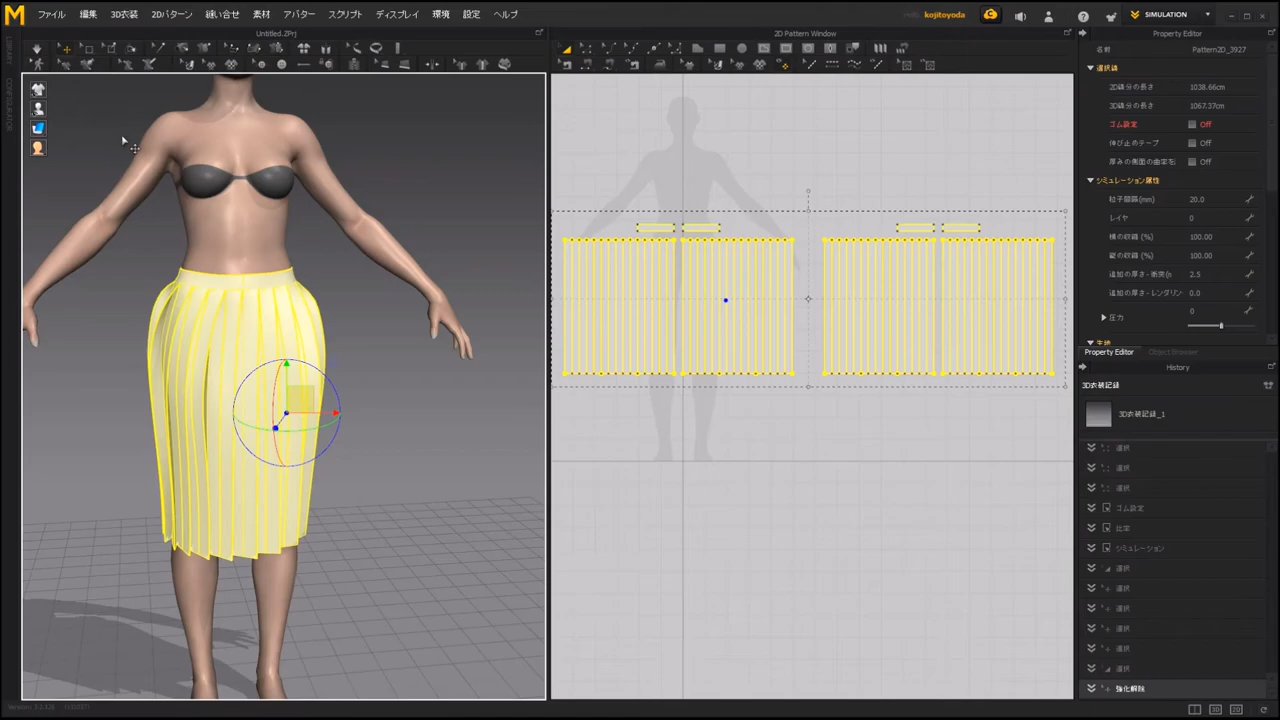 M ファイル 編集 3D衣装 2Dパターン 縫い合せ 素材 アバター スクリプト ディスプレイ 環境 設定 ヘルプ
kojitoyoda
SIMULATION
Untitled.ZPrj
2D Pattern Window
Property Editor
名前 Pattern2D_3927
選択線
2D線分の長さ 1038.66cm
3D線分の長さ 1067.37cm
ゴム設定 Off
伸び止めテープ Off
厚みの側面の曲率を Off
シミュレーション属性
粒子間隔(mm) 20.0
レイヤ 0
横の収縮 (%) 100.00
縦の収縮 (%) 100.00
追加の厚さ - 衝突(n 2.5
追加の厚さ - レンダリン 0.0
圧力 0
生地
Property Editor Object Browser
History
3D衣装記録
3D衣装記録_1
選択
選択
選択
ゴム設定
シミュレーション
選択
選択
選択
選択
選択
選択
強化解除
LIBRARY
CONFIGURATOR
3D 2D